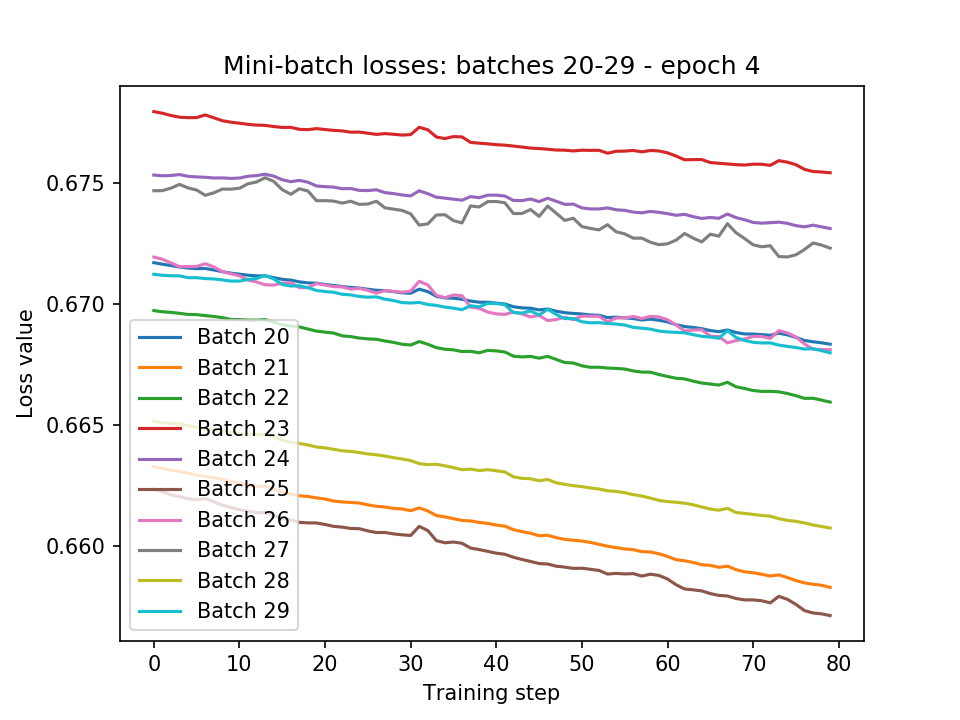 Mini-batch losses: batches 20-29 - epoch 4
Loss value
0.675
0.670
0.665
0.660
Batch 20
Batch 21
Batch 22
Batch 23
Batch 24
Batch 25
Batch 26
Batch 27
Batch 28
Batch 29
0 10 20 30 40 50 60 70 80
Training step